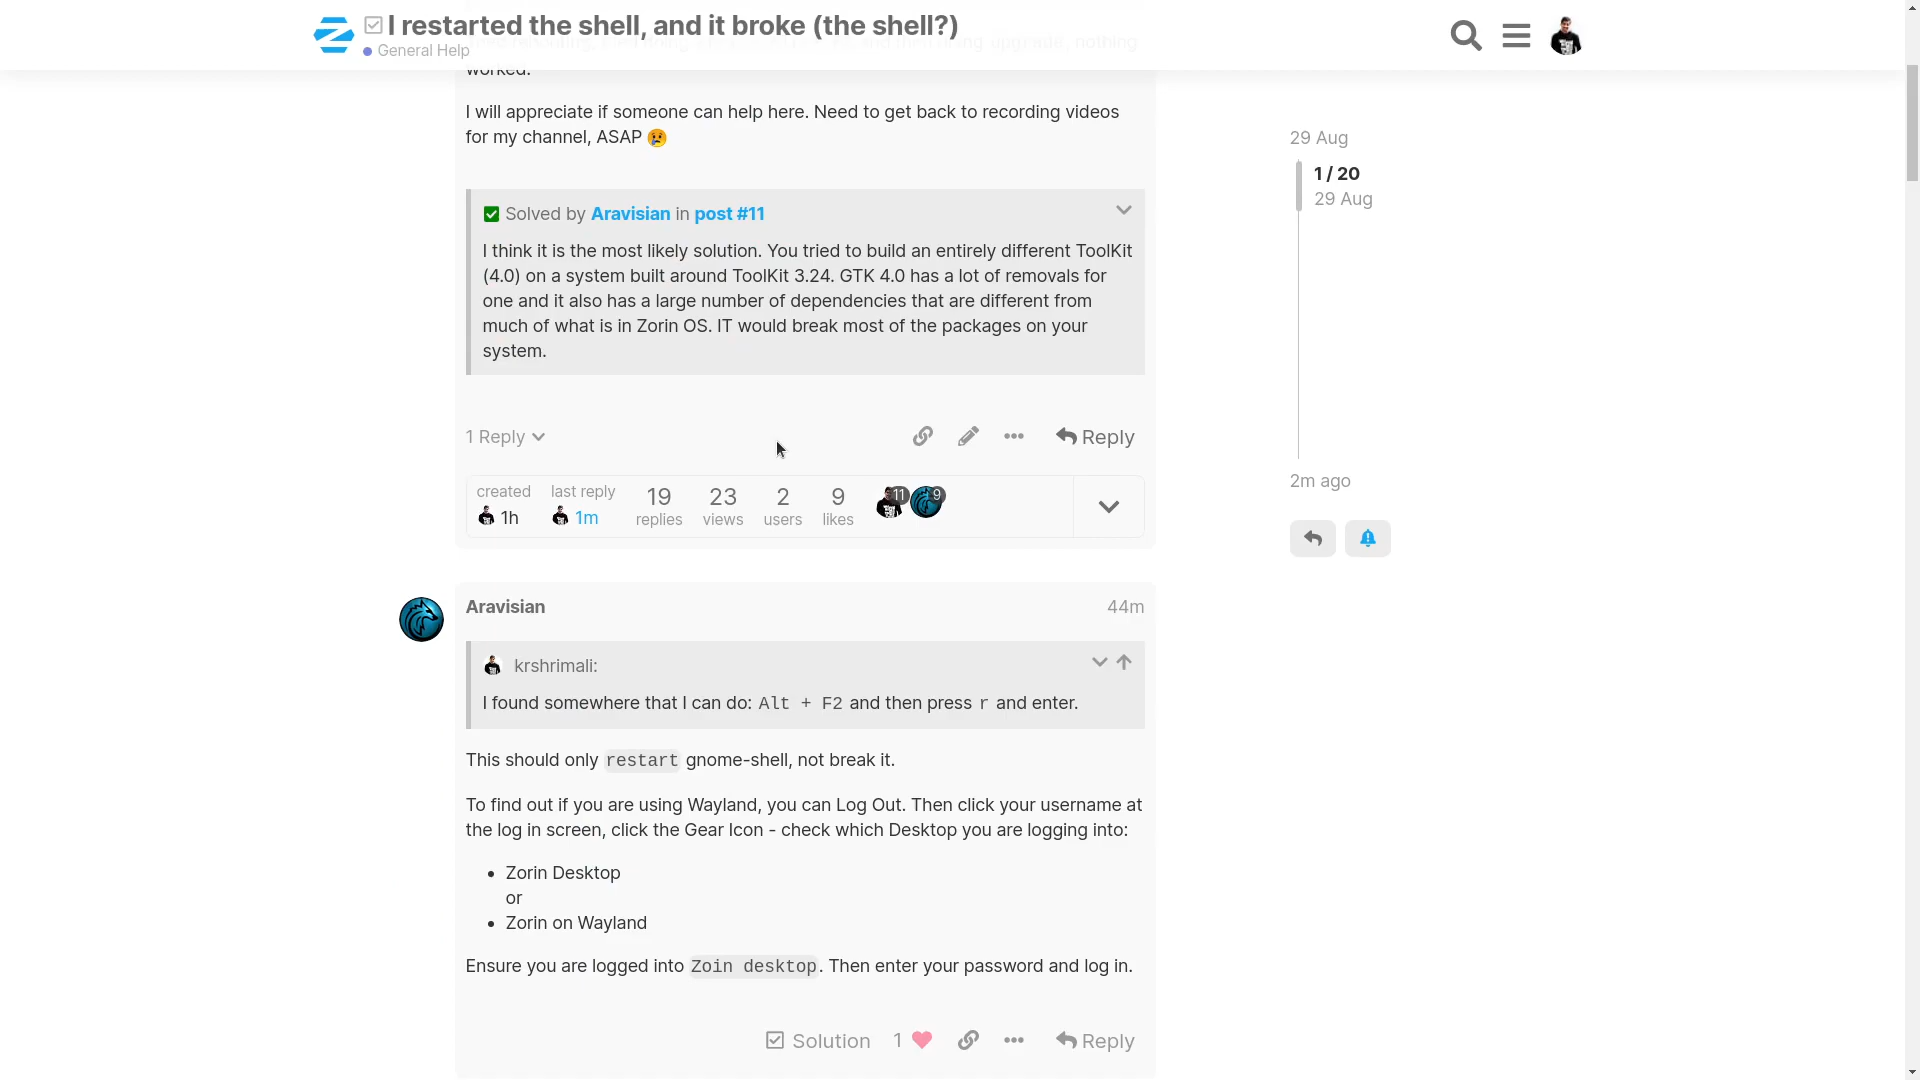 I restarted the shell, and it broke (the shell?)
General Help
worked.
I will appreciate if someone can help here. Need to get back to recording videos
for my channel, ASAP 😢
29 Aug
1 / 20
29 Aug
2m ago
Solved by Aravisian in post #11
I think it is the most likely solution. You tried to build an entirely different ToolKit
(4.0) on a system built around ToolKit 3.24. GTK 4.0 has a lot of removals for
one and it also has a large number of dependencies that are different from
much of what is in Zorin OS. IT would break most of the packages on your
system.
1 Reply
Reply
created last reply 19 23 2 9 11 9
1h 1m replies views users likes
Aravisian 44m
krshrimali:
I found somewhere that I can do: Alt + F2 and then press r and enter.
This should only restart gnome-shell, not break it.
To find out if you are using Wayland, you can Log Out. Then click your username at
the log in screen, click the Gear Icon - check which Desktop you are logging into:
• Zorin Desktop
or
• Zorin on Wayland
Ensure you are logged into Zoin desktop. Then enter your password and log in.
Solution 1 Reply